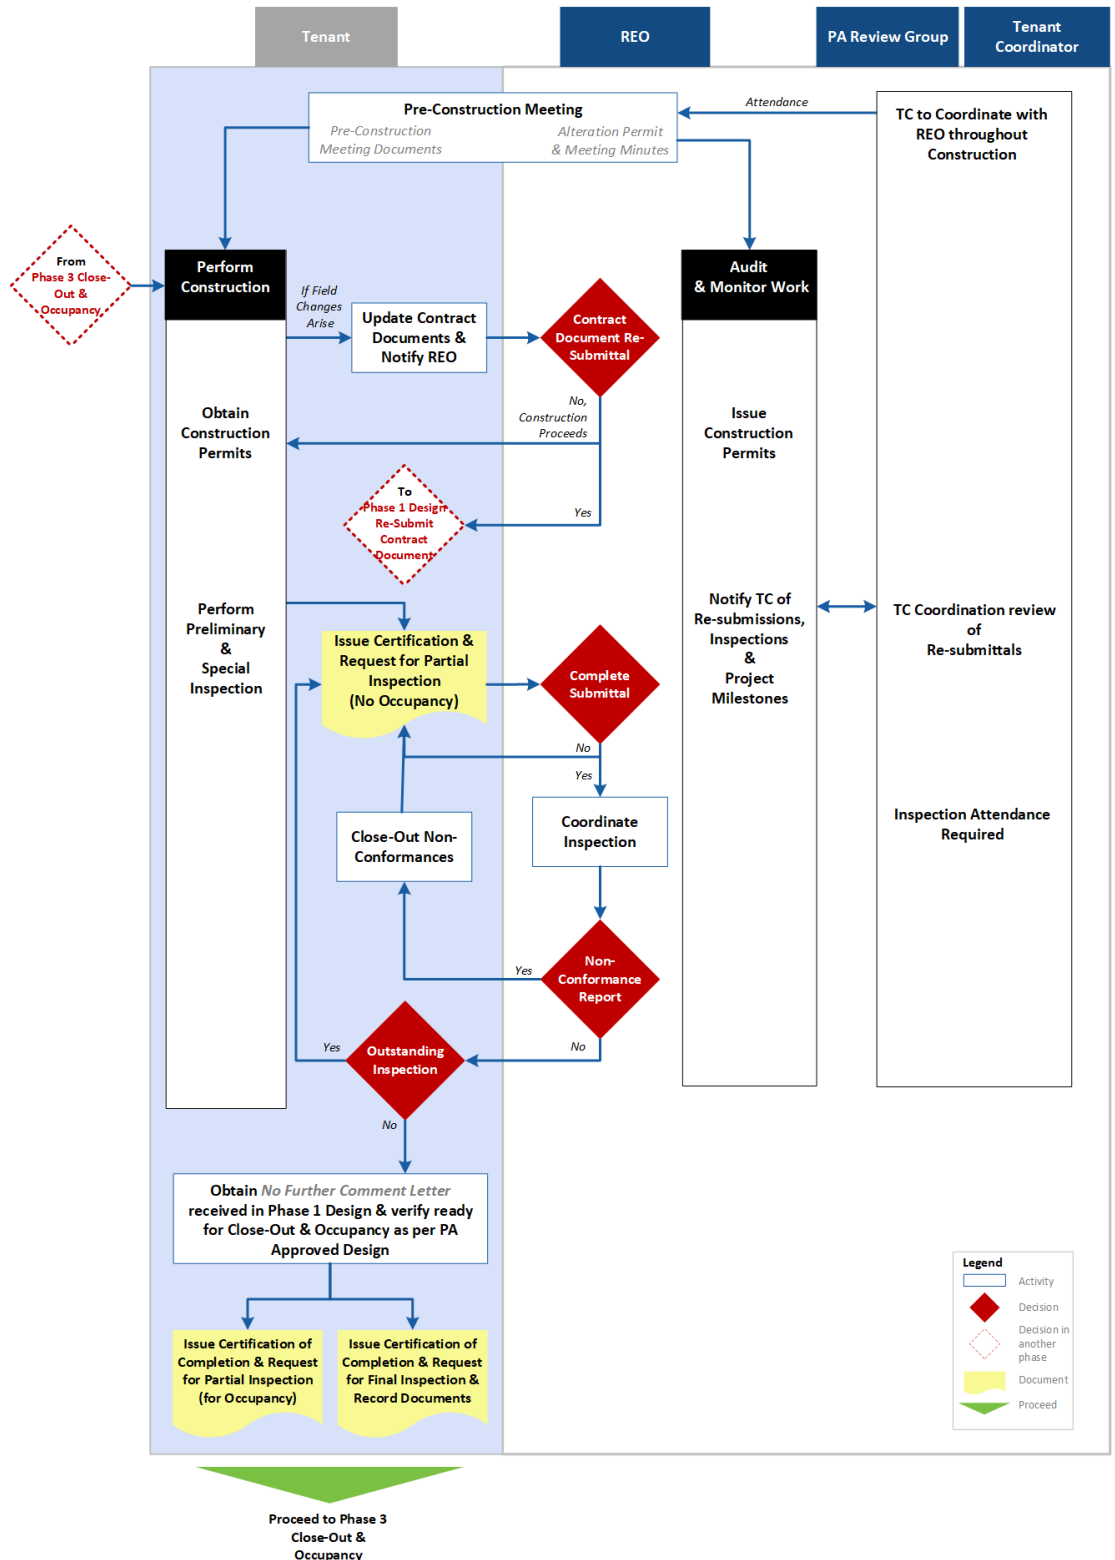 Tenant
REO
PA Review Group
Tenant
Coordinator
Pre-Construction Meeting
Pre-Construction
Meeting Documents
Alteration Permit
& Meeting Minutes
Attendance
TC to Coordinate with
REO throughout
Construction
From
Phase 3 Close-
Out &
Occupancy
Perform
Construction
If Field
Changes
Arise
Update Contract
Documents &
Notify REO
Contract
Document Re-
Submittal
Audit
& Monitor Work
No,
Construction
Proceeds
Obtain
Construction
Permits
Issue
Construction
Permits
To
Phase 1 Design
Re-Submit
Contract
Document
Yes
Perform
Preliminary
&
Special
Inspection
Issue Certification &
Request for Partial
Inspection
(No Occupancy)
Complete
Submittal
Notify TC of
Re-submissions,
Inspections
&
Project
Milestones
TC Coordination review
of
Re-submittals
No
Yes
Close-Out Non-
Conformances
Coordinate
Inspection
Inspection Attendance
Required
Non-
Conformance
Report
Yes
No
Outstanding
Inspection
Yes
No
Obtain No Further Comment Letter
received in Phase 1 Design & verify ready
for Close-Out & Occupancy as per PA
Approved Design
Issue Certification of
Completion & Request
for Partial Inspection
(for Occupancy)
Issue Certification of
Completion & Request
for Final Inspection &
Record Documents
Legend
Activity
Decision
Decision in
another
phase
Document
Proceed
Proceed to Phase 3
Close-Out &
Occupancy